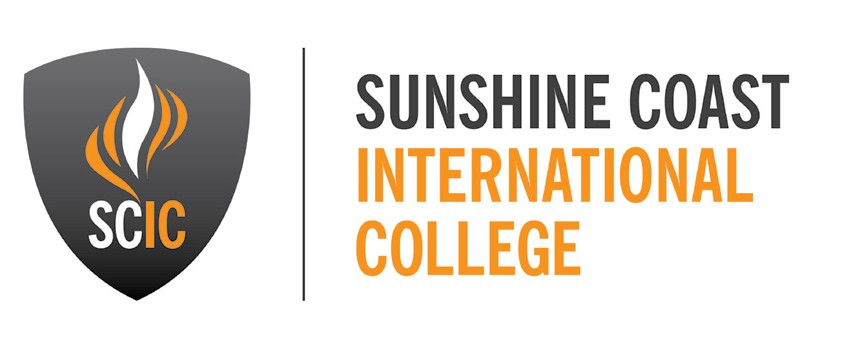 SCIC
SUNSHINE COAST
INTERNATIONAL
COLLEGE